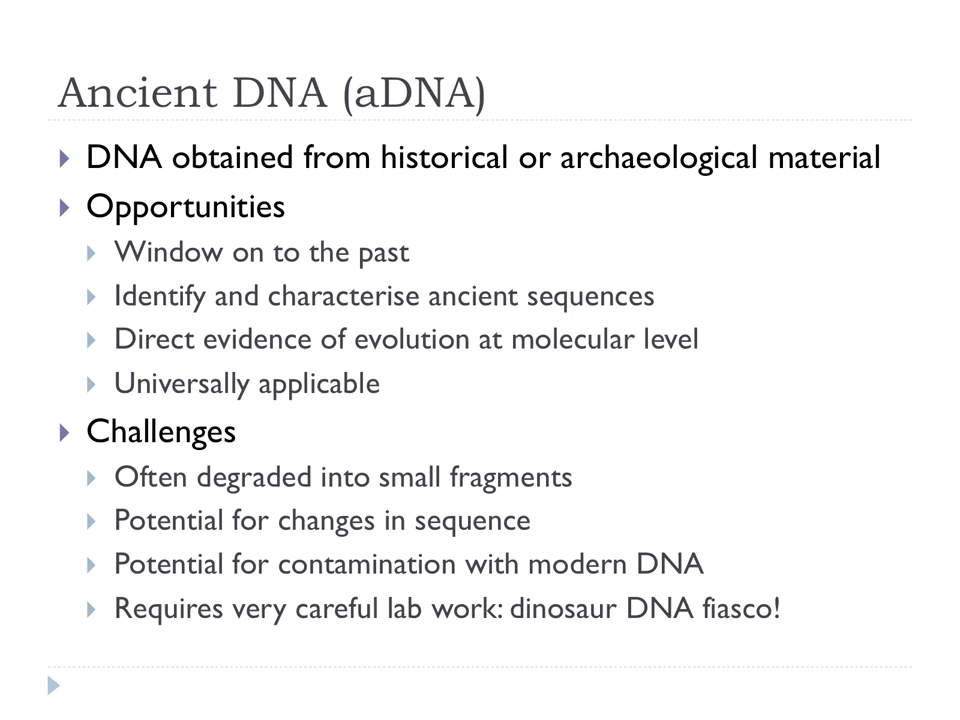 Ancient DNA (aDNA)
DNA obtained from historical or archaeological material
Opportunities
Window on to the past
Identify and characterise ancient sequences
Direct evidence of evolution at molecular level
Universally applicable
Challenges
Often degraded into small fragments
Potential for changes in sequence
Potential for contamination with modern DNA
Requires very careful lab work: dinosaur DNA fiasco!